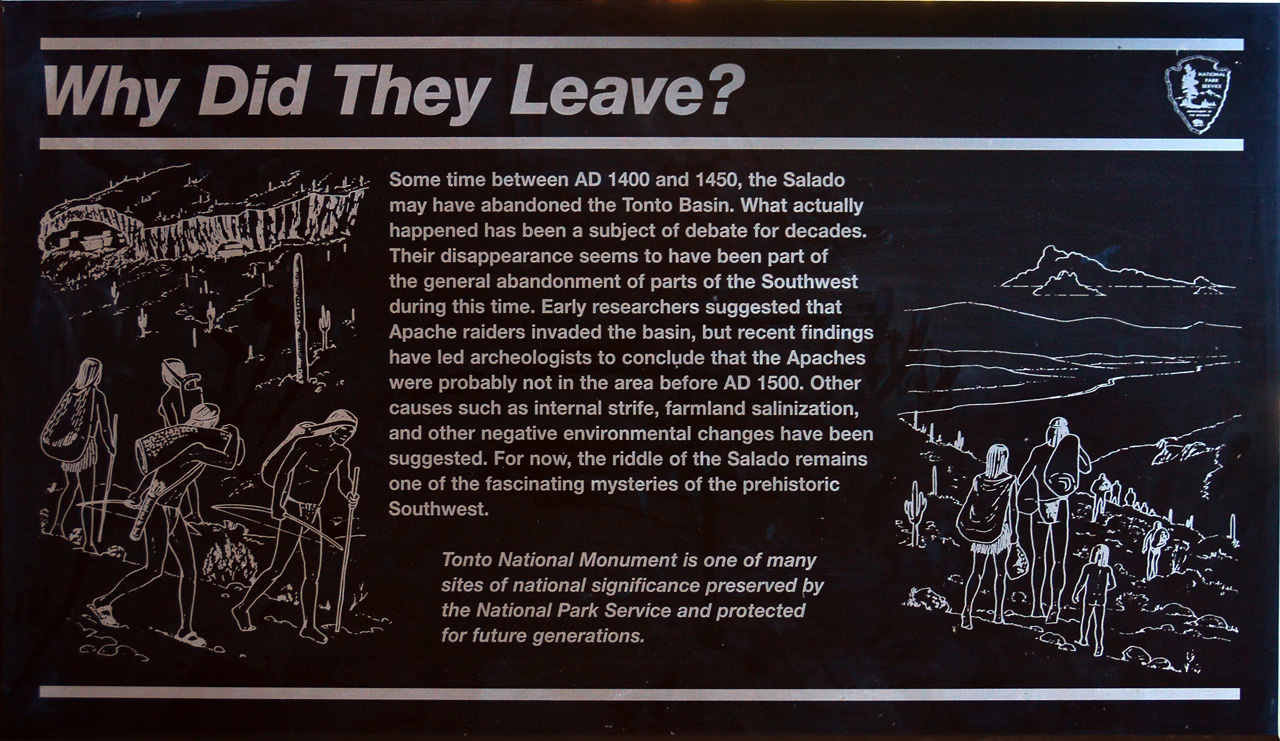 Why Did They Leave?
NATIONAL
PARK
SERVICE
Some time between AD 1400 and 1450, the Salado
may have abandoned the Tonto Basin. What actually
happened has been a subject of debate for decades.
Their disappearance seems to have been part of
the general abandonment of parts of the Southwest
during this time. Early researchers suggested that
Apache raiders invaded the basin, but recent findings
have led archeologists to conclude that the Apaches
were probably not in the area before AD 1500. Other
causes such as internal strife, farmland salinization,
and other negative environmental changes have been
suggested. For now, the riddle of the Salado remains
one of the fascinating mysteries of the prehistoric
Southwest.
Tonto National Monument is one of many
sites of national significance preserved by
the National Park Service and protected
for future generations.